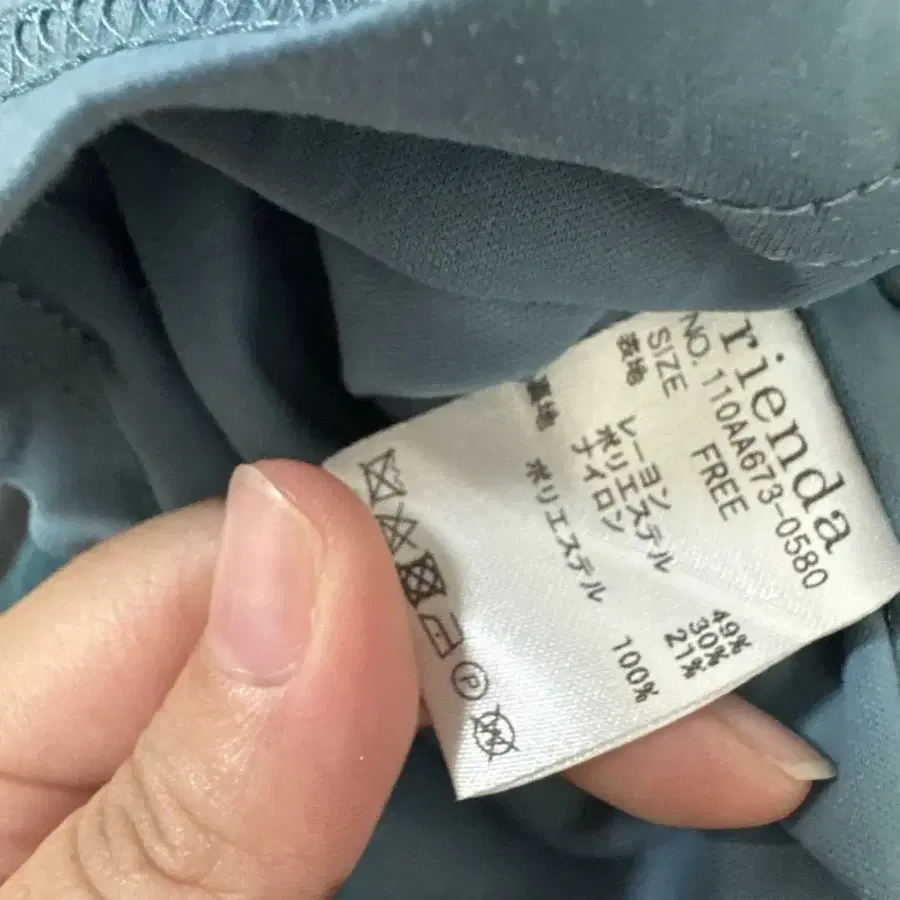 rienda
NO. 110AA673-0580
SIZE FREE
表地 レーヨン 49%
ポリエステル 30%
ナイロン 21%
裏地 ポリエステル 100%
P
W